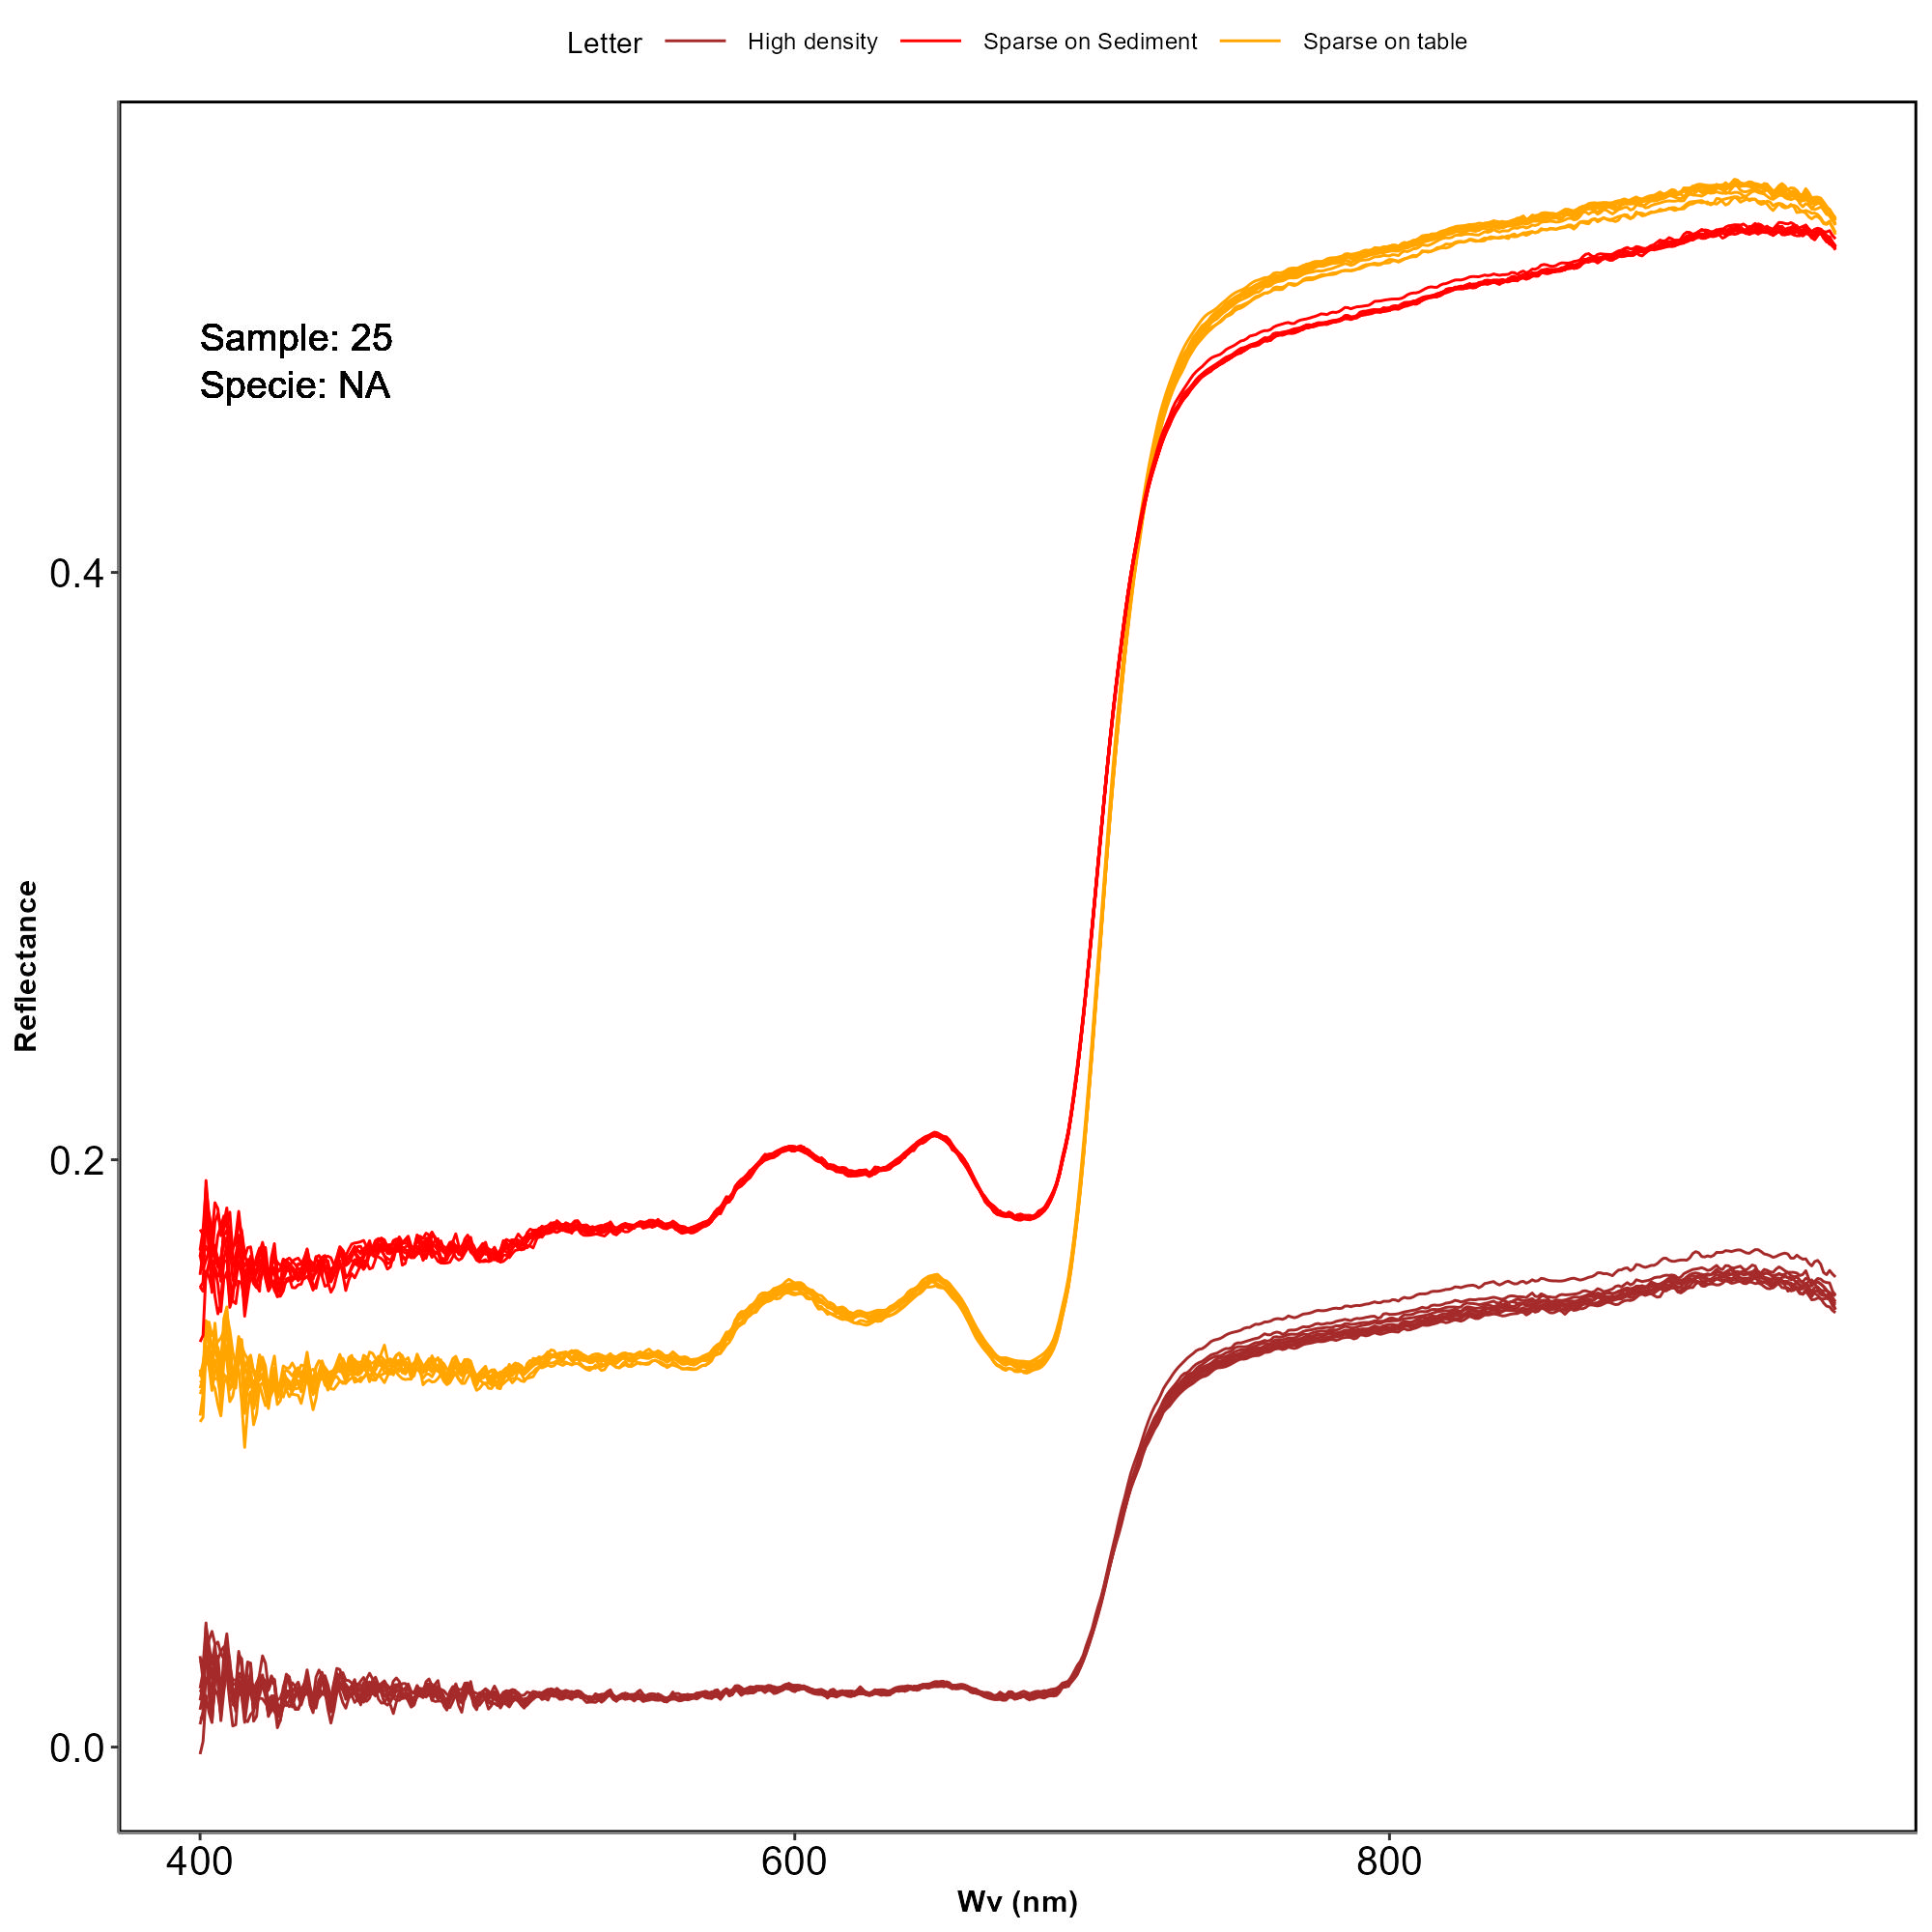 Letter High density Sparse on Sediment Sparse on table
Sample: 25
Specie: NA
0.4
0.2
0.0
Reflectance
400 600 800
Wv (nm)